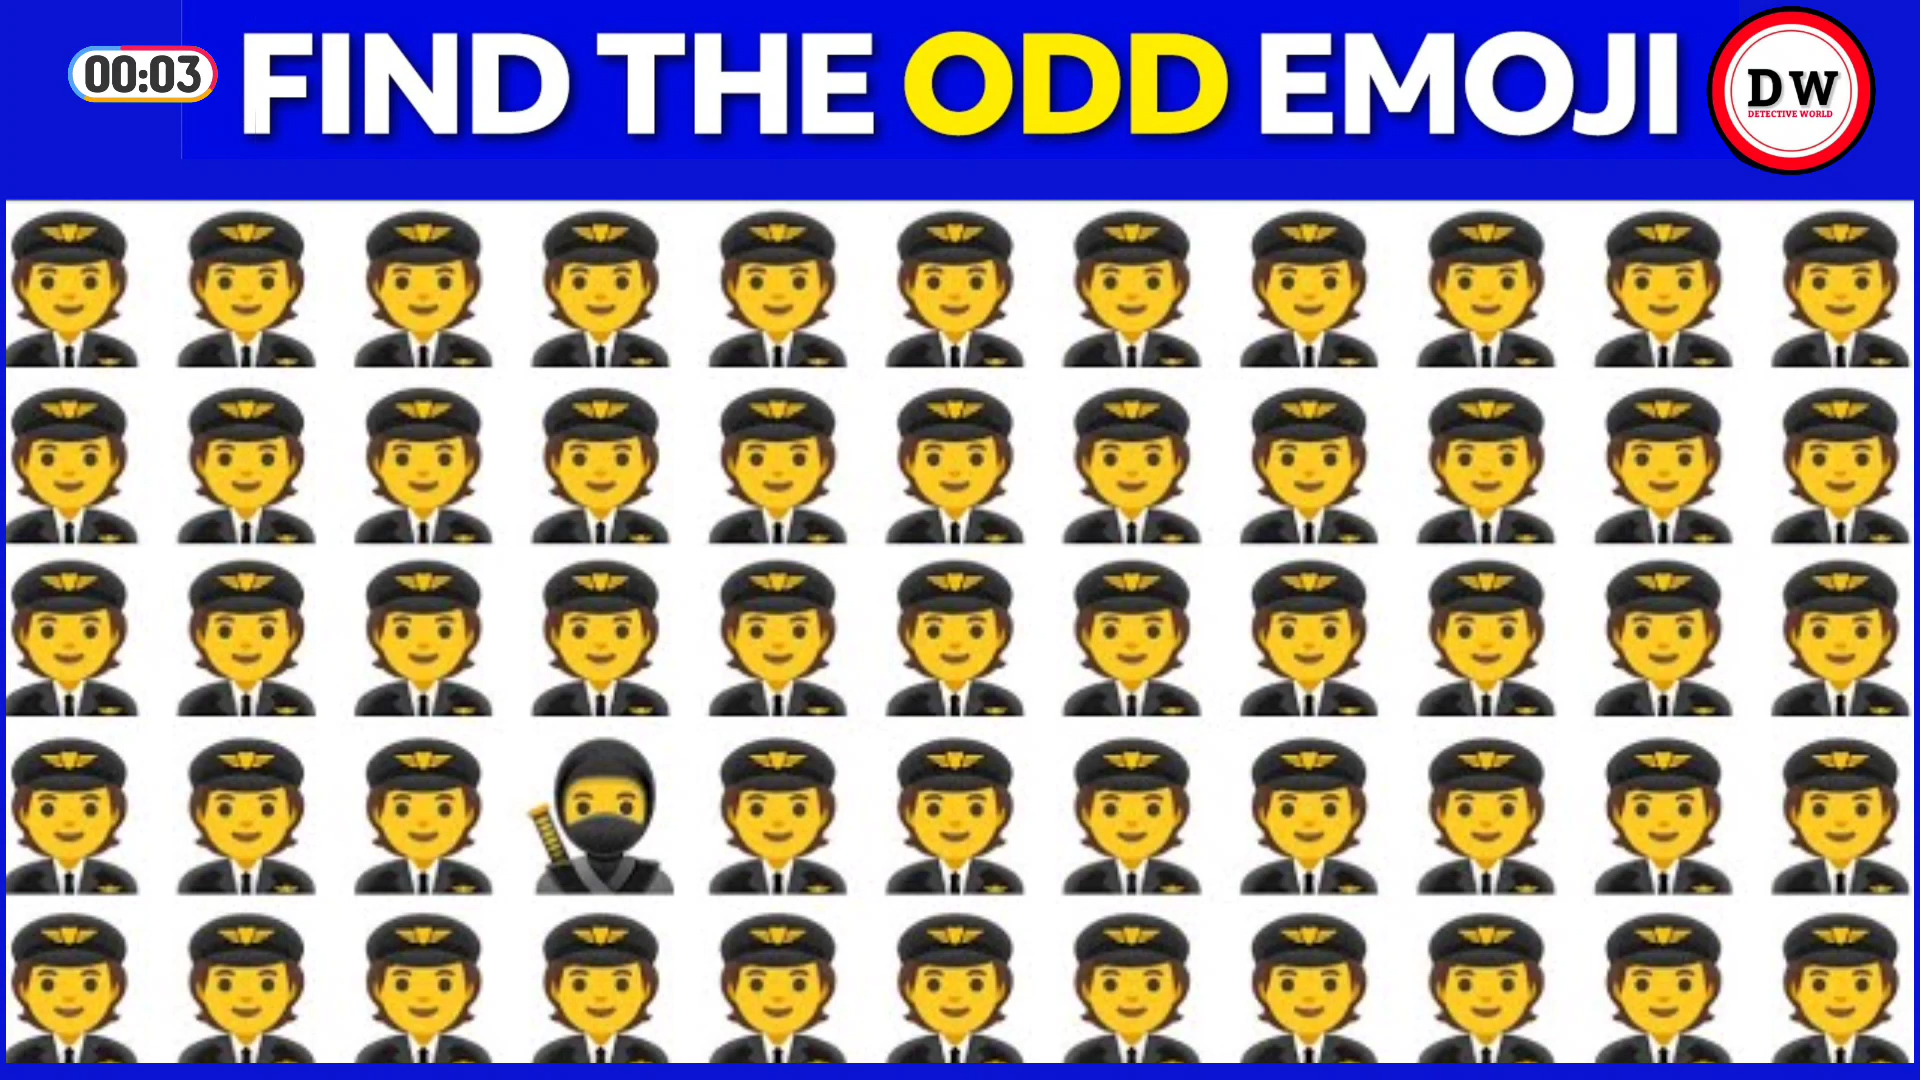 00:03
FIND THE ODD EMOJI
DW
DETECTIVE WORLD